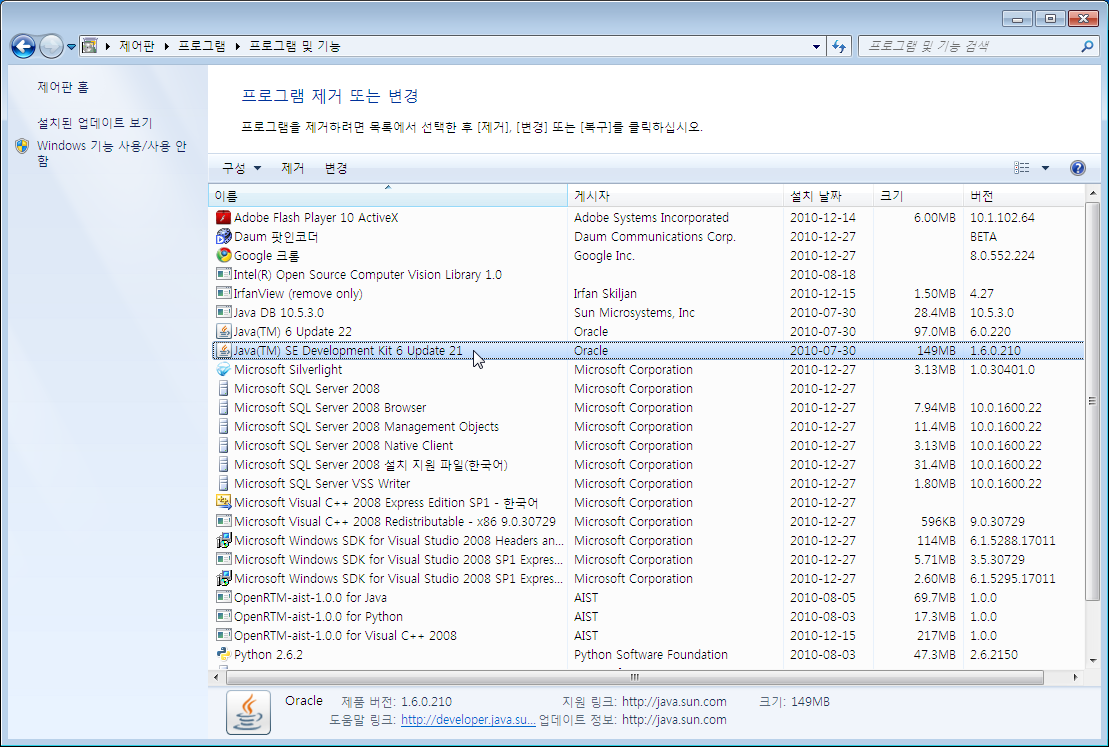 제어판 프로그램 프로그램 및 기능 프로그램 및 기능 검색
제어판 홈
설치된 업데이트 보기
Windows 기능 사용/사용 안
함
프로그램 제거 또는 변경
프로그램을 제거하려면 목록에서 선택한 후 [제거], [변경] 또는 [복구]를 클릭하십시오.
구성 제거 변경
이름 게시자 설치 날짜 크기 버전
Adobe Flash Player 10 ActiveX Adobe Systems Incorporated 2010-12-14 6.00MB 10.1.102.64
Daum 팟인코더 Daum Communications Corp. 2010-12-27 BETA
Google 크롬 Google Inc. 2010-12-27 8.0.552.224
Intel(R) Open Source Computer Vision Library 1.0 2010-08-18
IrfanView (remove only) Irfan Skiljan 2010-12-15 1.50MB 4.27
Java DB 10.5.3.0 Sun Microsystems, Inc 2010-07-30 28.4MB 10.5.3.0
Java(TM) 6 Update 22 Oracle 2010-07-30 97.0MB 6.0.220
Java(TM) SE Development Kit 6 Update 21 Oracle 2010-07-30 149MB 1.6.0.210
Microsoft Silverlight Microsoft Corporation 2010-12-27 3.13MB 1.0.30401.0
Microsoft SQL Server 2008 Microsoft Corporation 2010-12-27
Microsoft SQL Server 2008 Browser Microsoft Corporation 2010-12-27 7.94MB 10.0.1600.22
Microsoft SQL Server 2008 Management Objects Microsoft Corporation 2010-12-27 11.4MB 10.0.1600.22
Microsoft SQL Server 2008 Native Client Microsoft Corporation 2010-12-27 3.13MB 10.0.1600.22
Microsoft SQL Server 2008 설치 지원 파일(한국어) Microsoft Corporation 2010-12-27 31.4MB 10.0.1600.22
Microsoft SQL Server VSS Writer Microsoft Corporation 2010-12-27 1.80MB 10.0.1600.22
Microsoft Visual C++ 2008 Express Edition SP1 - 한국어 Microsoft Corporation 2010-12-27
Microsoft Visual C++ 2008 Redistributable - x86 9.0.30729 Microsoft Corporation 2010-12-27 596KB 9.0.30729
Microsoft Windows SDK for Visual Studio 2008 Headers an... Microsoft Corporation 2010-12-27 114MB 6.1.5288.17011
Microsoft Windows SDK for Visual Studio 2008 SP1 Expres... Microsoft Corporation 2010-12-27 5.71MB 3.5.30729
Microsoft Windows SDK for Visual Studio 2008 SP1 Expres... Microsoft Corporation 2010-12-27 2.60MB 6.1.5295.17011
OpenRTM-aist-1.0.0 for Java AIST 2010-08-05 69.7MB 1.0.0
OpenRTM-aist-1.0.0 for Python AIST 2010-08-03 17.3MB 1.0.0
OpenRTM-aist-1.0.0 for Visual C++ 2008 AIST 2010-12-15 217MB 1.0.0
Python 2.6.2 Python Software Foundation 2010-08-03 47.3MB 2.6.2150
Oracle 제품 버전: 1.6.0.210 지원 링크: http://java.sun.com 크기: 149MB
도움말 링크: http://developer.java.su... 업데이트 정보: http://java.sun.com